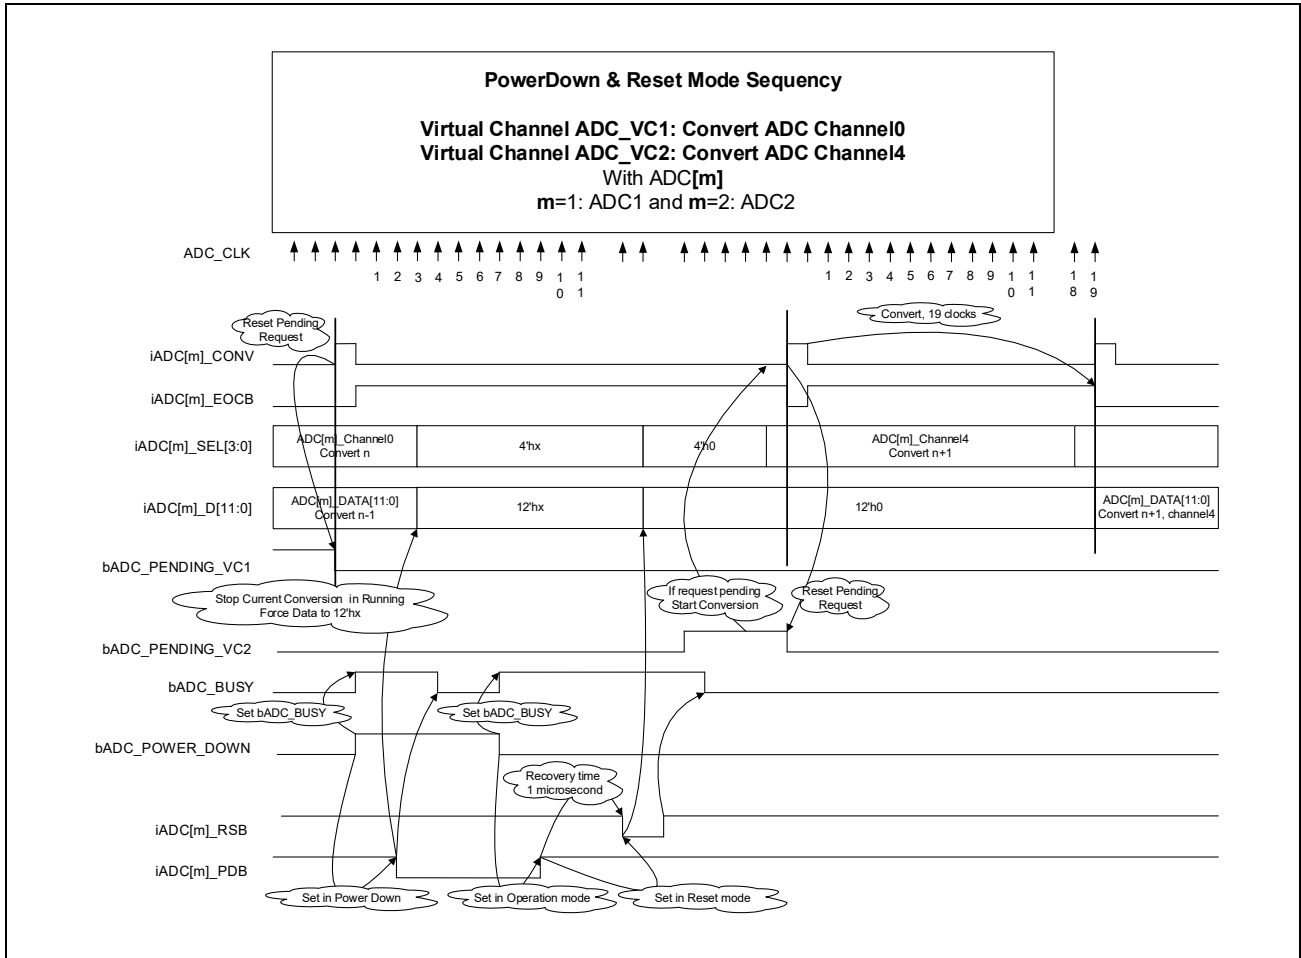 PowerDown & Reset Mode Sequency
Virtual Channel ADC_VC1: Convert ADC Channel0
Virtual Channel ADC_VC2: Convert ADC Channel4
With ADC[m]
m=1: ADC1 and m=2: ADC2
ADC_CLK
1 2 3 4 5 6 7 8 9 10 11 1 2 3 4 5 6 7 8 9 10 11 18 19
Reset Pending
Request
Convert, 19 clocks
iADC[m]_CONV
iADC[m]_EOCB
iADC[m]_SEL[3:0]
ADC[m]_Channel0
Convert n
4'hx
4'h0
ADC[m]_Channel4
Convert n+1
iADC[m]_D[11:0]
ADC[m]_DATA[11:0]
Convert n-1
12'hx
12'h0
ADC[m]_DATA[11:0]
Convert n+1, channel4
bADC_PENDING_VC1
Stop Current Conversion in Running
Force Data to 12'hx
If request pending
Start Conversion
Reset Pending
Request
bADC_PENDING_VC2
bADC_BUSY
Set bADC_BUSY
Set bADC_BUSY
bADC_POWER_DOWN
Recovery time
1 microsecond
iADC[m]_RSB
iADC[m]_PDB
Set in Power Down
Set in Operation mode
Set in Reset mode